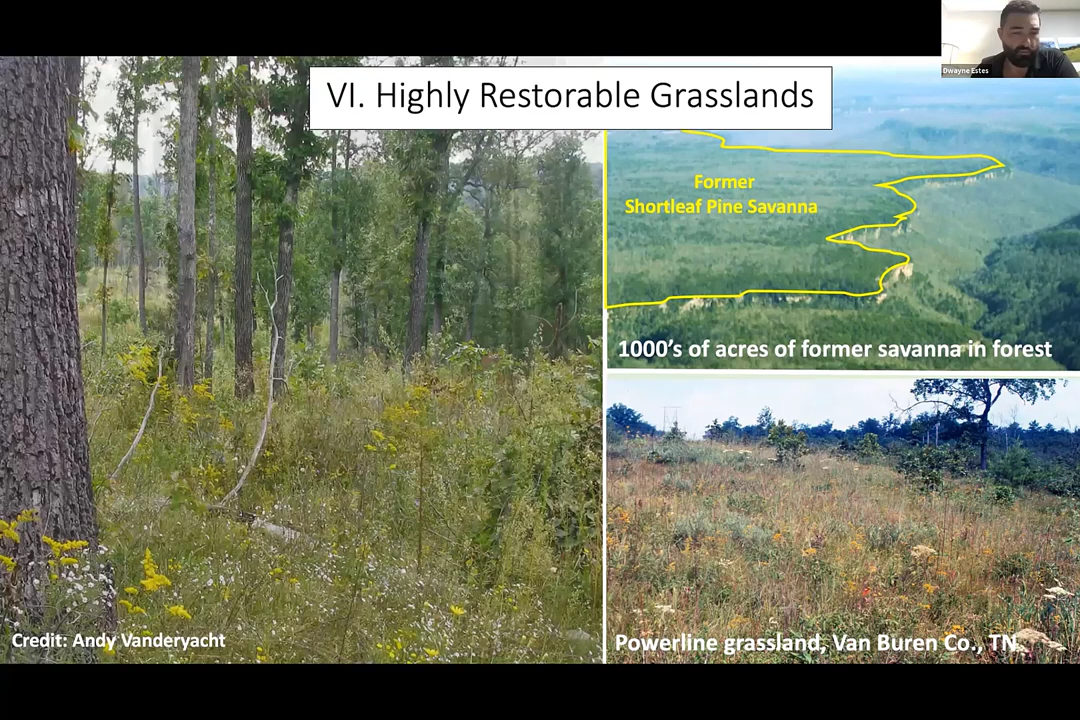 Dwayne Estes
VI. Highly Restorable Grasslands
Former
Shortleaf Pine Savanna
1000's of acres of former savanna in forest
Credit: Andy Vanderyacht
Powerline grassland, Van Buren Co., TN